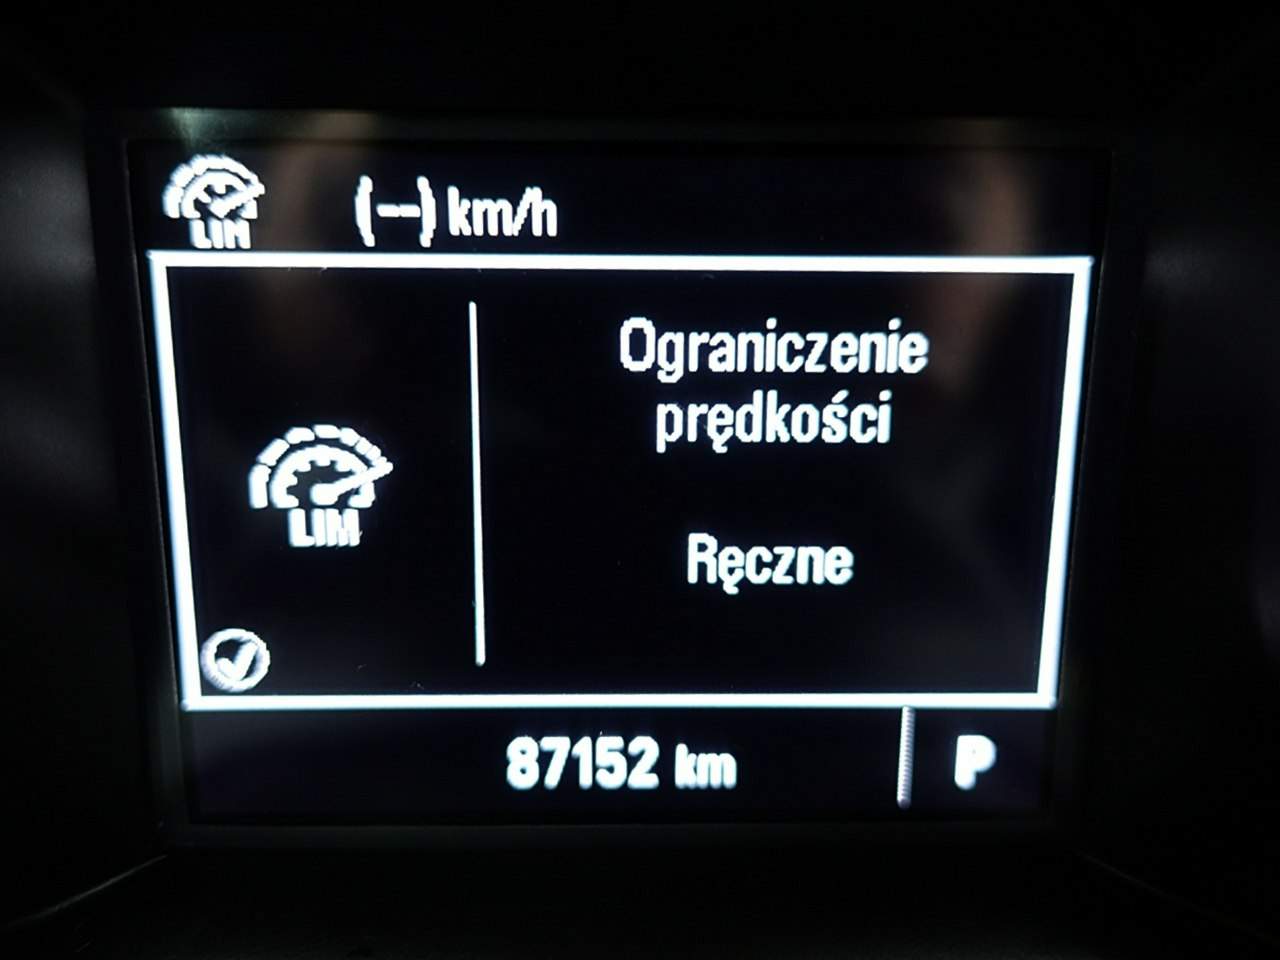 LIM (--) km/h
Ograniczenie
prędkości
LIM
Ręczne
87152 km P